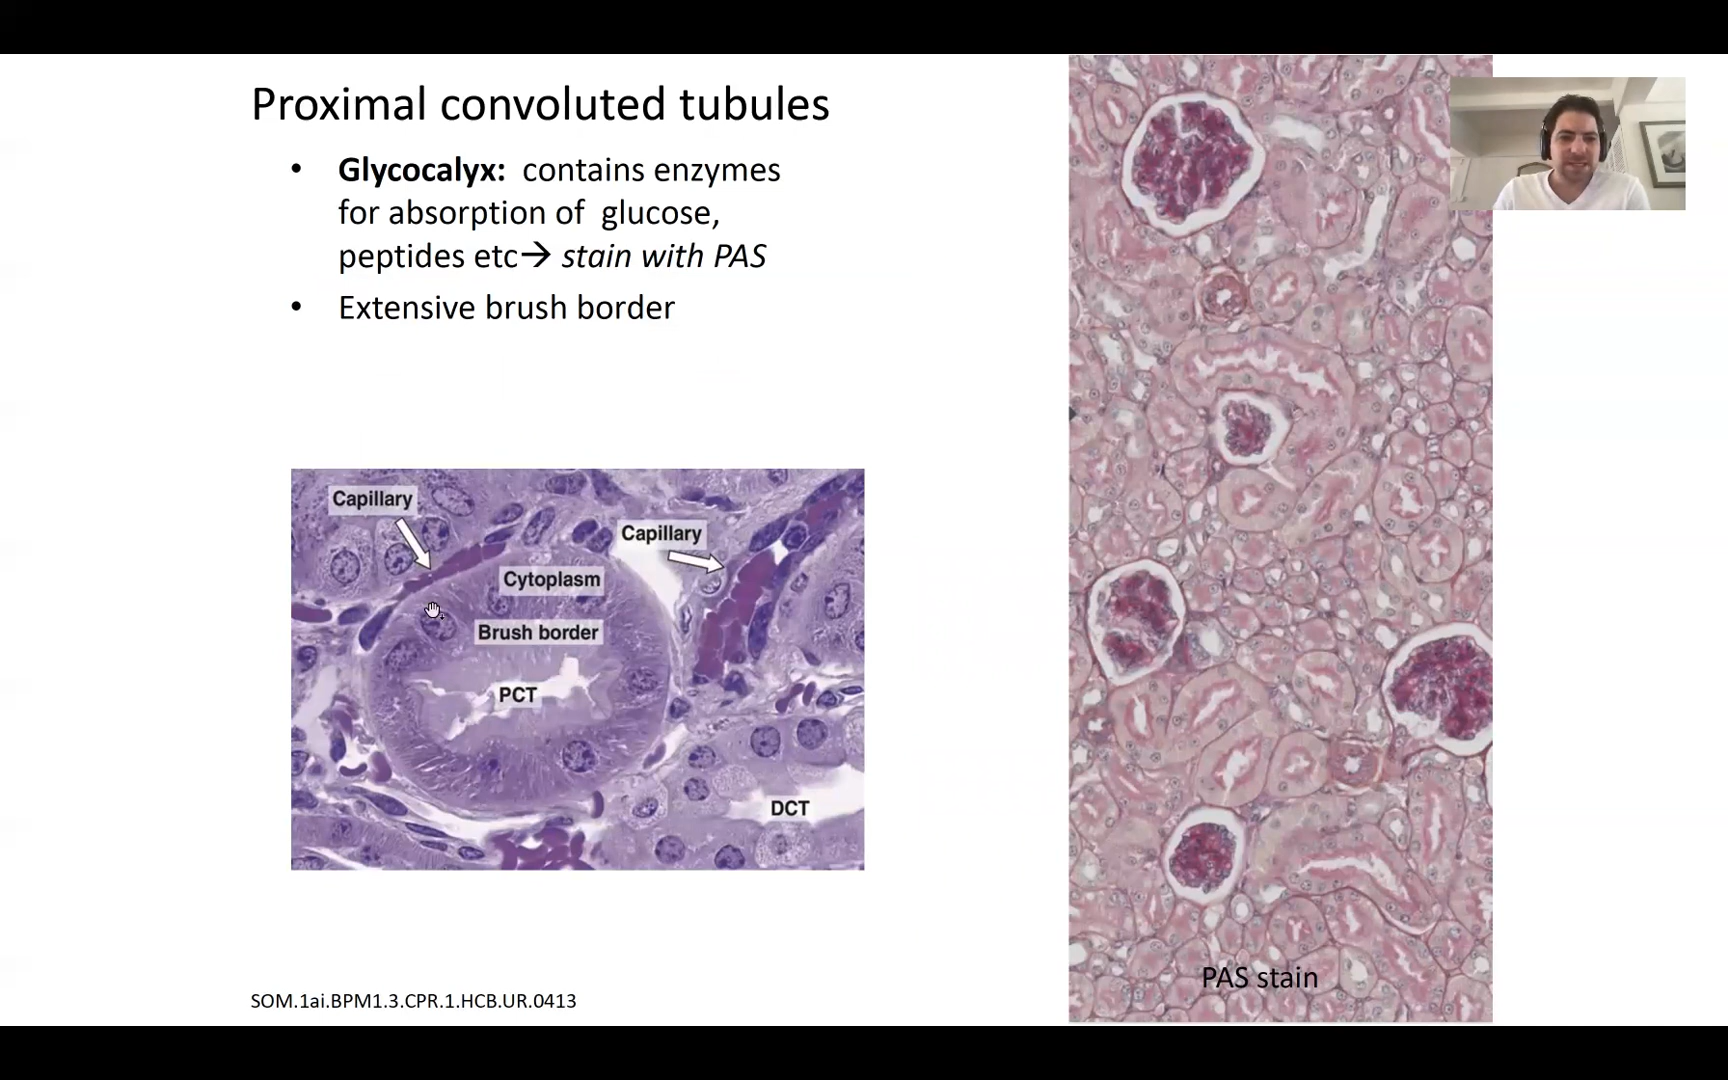 Proximal convoluted tubules
• Glycocalyx: contains enzymes
for absorption of glucose,
peptides etc→ stain with PAS
• Extensive brush border
Capillary
Capillary
Cytoplasm
Brush border
PCT
DCT
PAS stain
SOM.1ai.BPM1.3.CPR.1.HCB.UR.0413